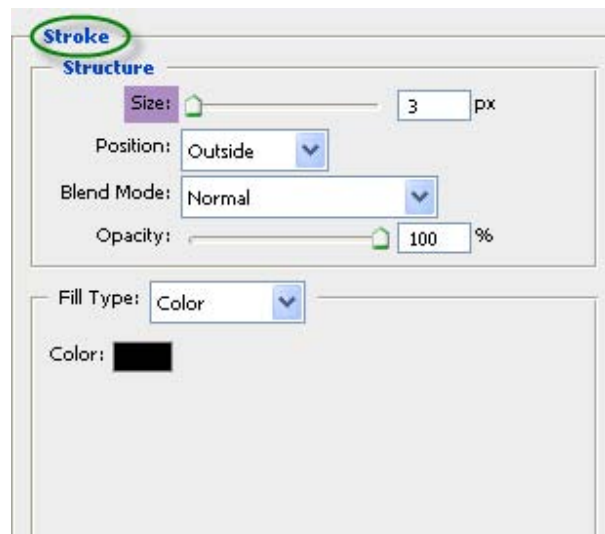 Stroke
Structure
Size: 3 px
Position: Outside
Blend Mode: Normal
Opacity: 100 %
Fill Type: Color
Color: